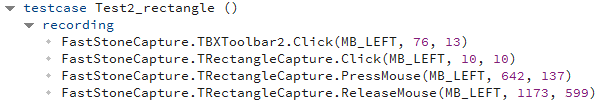 testcase Test2_rectangle ()
recording
FastStoneCapture.TBXToolbar2.Click(MB_LEFT, 76, 13)
FastStoneCapture.TRectangleCapture.Click(MB_LEFT, 10, 10)
FastStoneCapture.TRectangleCapture.PressMouse(MB_LEFT, 642, 137)
FastStoneCapture.TRectangleCapture.ReleaseMouse(MB_LEFT, 1173, 599)